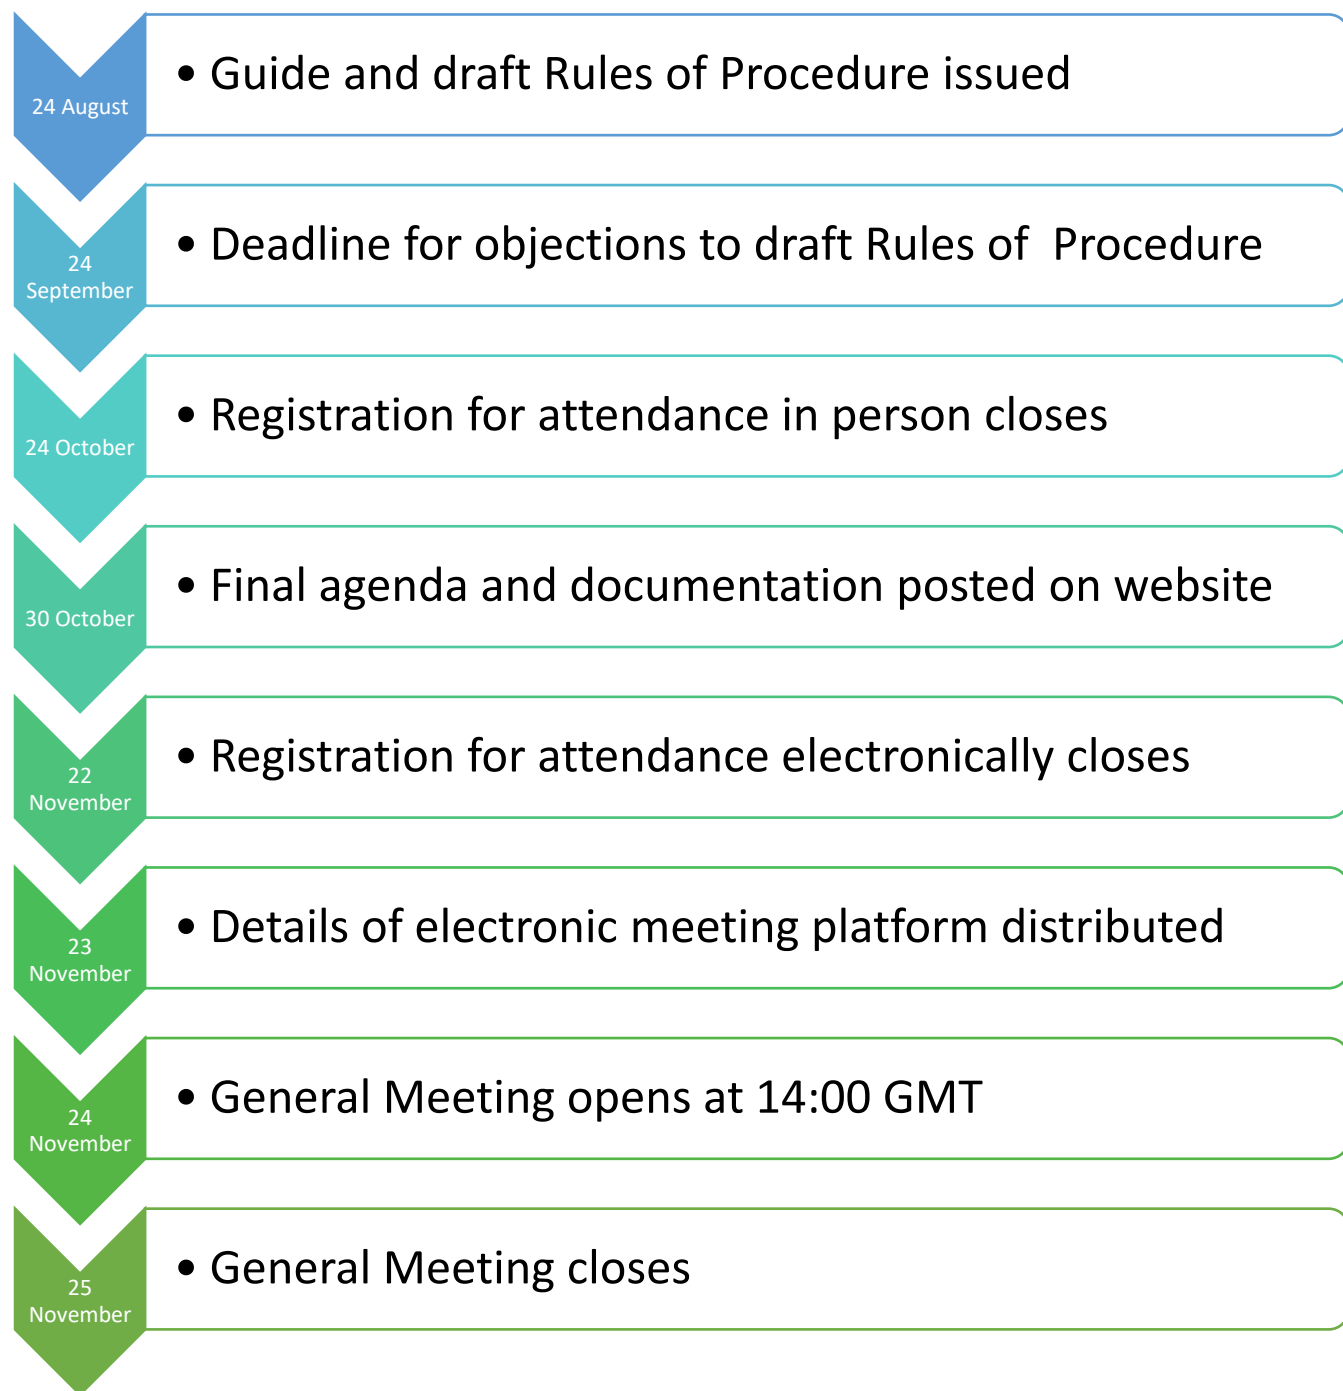 24 August
• Guide and draft Rules of Procedure issued
24
September
• Deadline for objections to draft Rules of  Procedure
24 October
• Registration for attendance in person closes
30 October
• Final agenda and documentation posted on website
22
November
• Registration for attendance electronically closes
23
November
• Details of electronic meeting platform distributed
24
November
• General Meeting opens at 14:00 GMT
25
November
• General Meeting closes